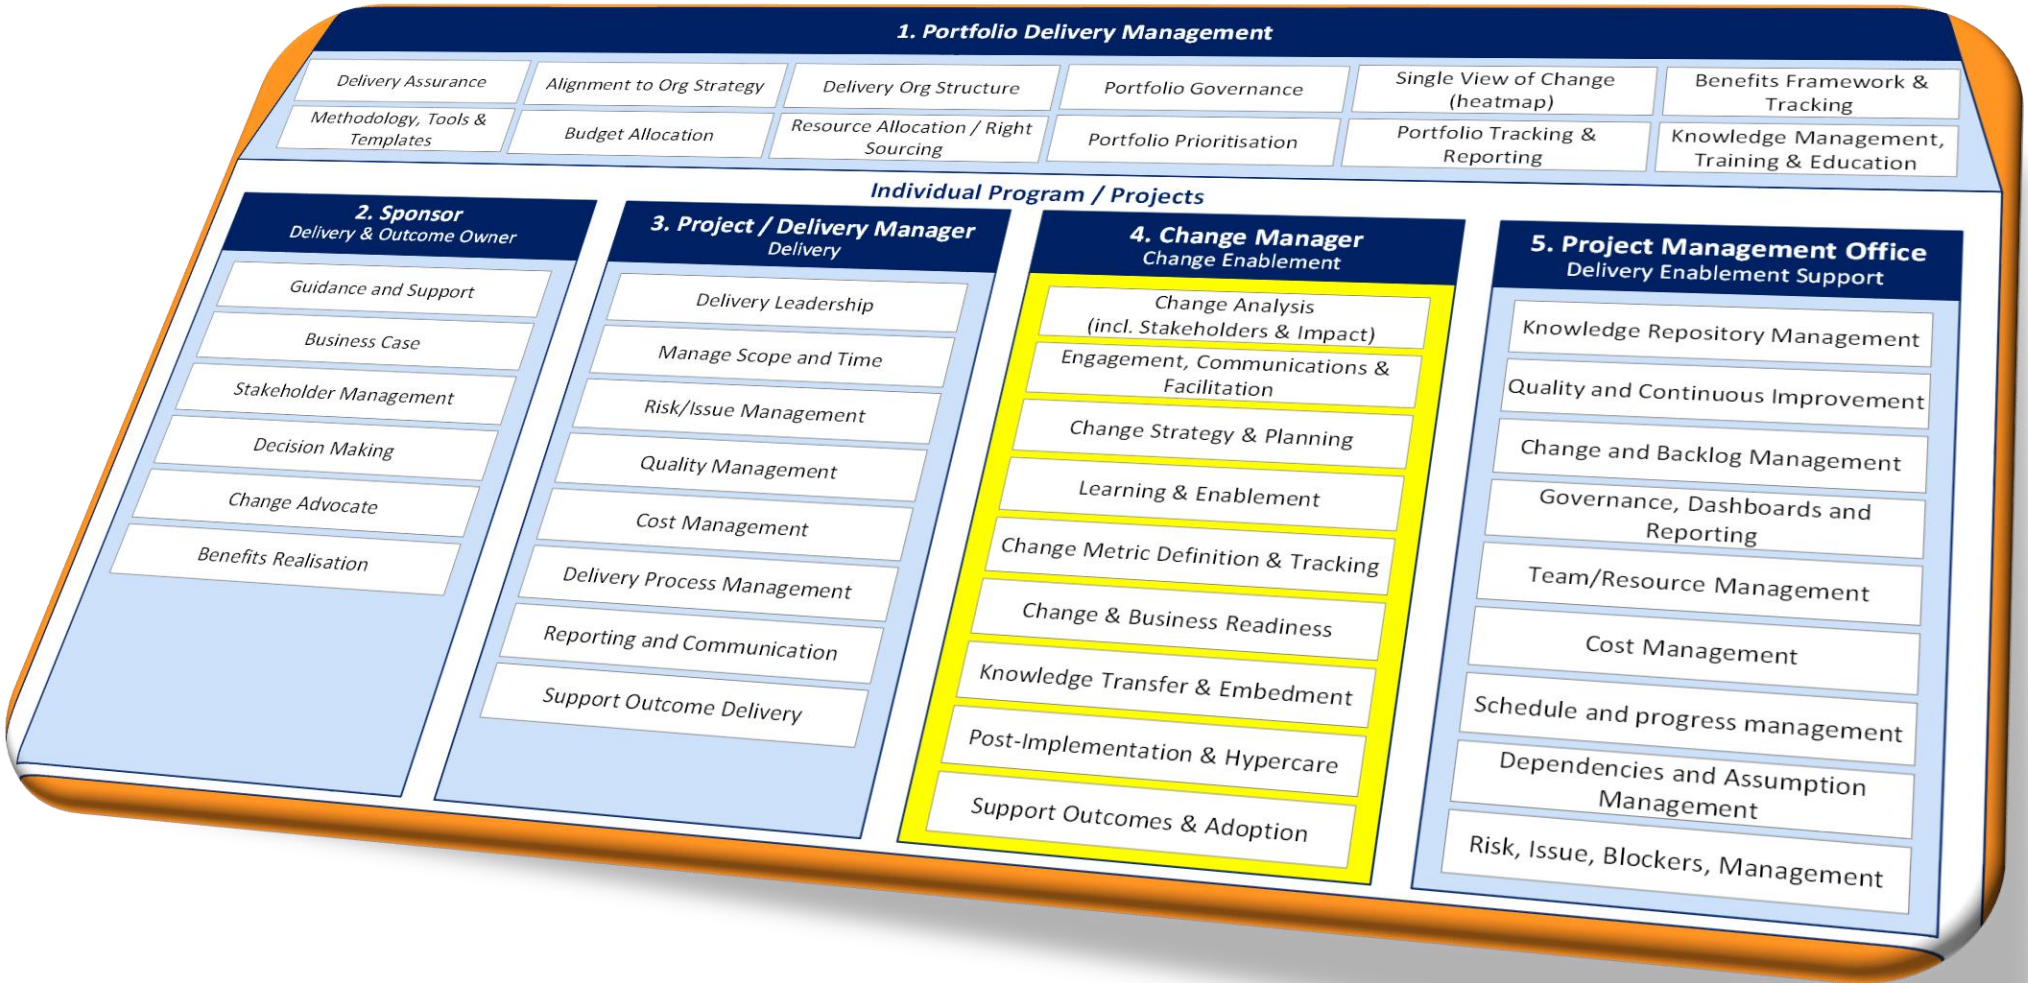 1. Portfolio Delivery Management
Delivery Assurance
Alignment to Org Strategy
Delivery Org Structure
Portfolio Governance
Single View of Change
(heatmap)
Benefits Framework &
Tracking
Methodology, Tools &
Templates
Budget Allocation
Resource Allocation / Right
Sourcing
Portfolio Prioritisation
Portfolio Tracking &
Reporting
Knowledge Management,
Training & Education
Individual Program / Projects
2. Sponsor
Delivery & Outcome Owner
Guidance and Support
Business Case
Stakeholder Management
Decision Making
Change Advocate
Benefits Realisation
3. Project / Delivery Manager
Delivery
Delivery Leadership
Manage Scope and Time
Risk/Issue Management
Quality Management
Cost Management
Delivery Process Management
Reporting and Communication
Support Outcome Delivery
4. Change Manager
Change Enablement
Change Analysis
(incl. Stakeholders & Impact)
Engagement, Communications &
Facilitation
Change Strategy & Planning
Learning & Enablement
Change Metric Definition & Tracking
Change & Business Readiness
Knowledge Transfer & Embedment
Post-Implementation & Hypercare
Support Outcomes & Adoption
5. Project Management Office
Delivery Enablement Support
Knowledge Repository Management
Quality and Continuous Improvement
Change and Backlog Management
Governance, Dashboards and
Reporting
Team/Resource Management
Cost Management
Schedule and progress management
Dependencies and Assumption
Management
Risk, Issue, Blockers, Management